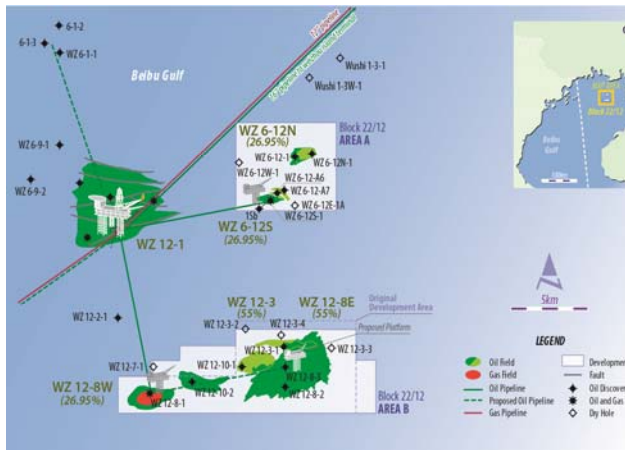 6-1-2
6-1-3
WZ 6-1-1
Beibu Gulf
Wushi 1-3-1
Wushi 1-3W-1
WZ 6-12N
(26.95%)
Block 22/12
AREA A
WZ 6-12-1
WZ 6-12N-1
WZ 6-9-1
WZ 6-9-2
WZ6-12W-1
WZ 6-12-A6
WZ 6-12-A7
WZ 6-12E-1A
WZ 6-12S-1
1Sb
WZ 6-12S
(26.95%)
WZ 12-1
Block 22/12
Beibu
Gulf
5km
WZ 12-2-1
WZ 12-3
(55%)
WZ 12-8E
(55%)
Original
Development Area
Proposed Platform
WZ 12-3-2
WZ 12-3-4
WZ 12-3-1
WZ 12-3-3
WZ 12-7-1
WZ 12-10-1
WZ 12-10-2
WZ 12-8-2
WZ 12-8W
(26.95%)
WZ 12-8-1
Block 22/12
AREA B
LEGEND
Oil Field
Gas Field
Oil Pipeline
Proposed Oil Pipeline
Gas Pipeline
Developmen
Fault
Oil Discover
Oil and Gas
Dry Hole